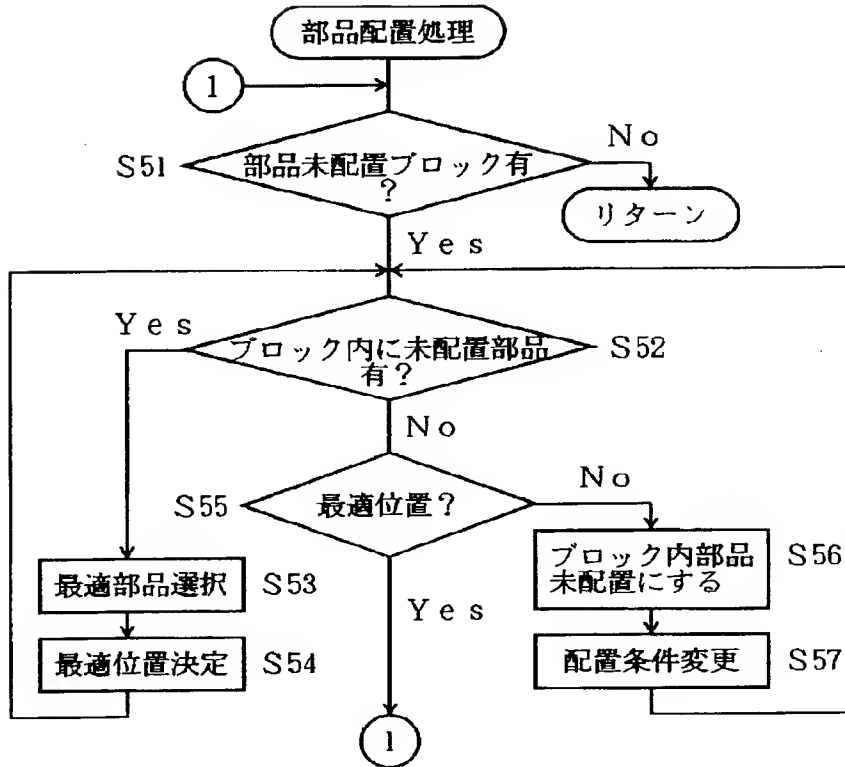 部品配置処理
1
No
S51
部品未配置ブロック有
?
リターン
Yes
Yes
ブロック内に未配置部品
有?
S52
No
No
S55
最適位置?
ブロック内部品
未配置にする
S56
最適部品選択
S53
Yes
最適位置決定
S54
配置条件変更
S57
1